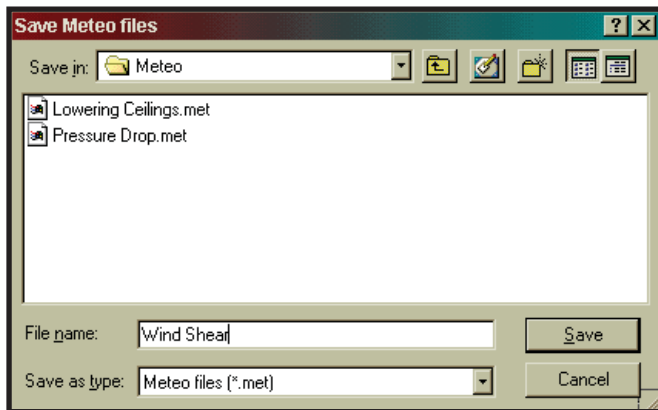 Save Meteo files
Save in: Meteo
Lowering Ceilings.met
Pressure Drop.met
File name: Wind Shear Save
Save as type: Meteo files (*.met) Cancel